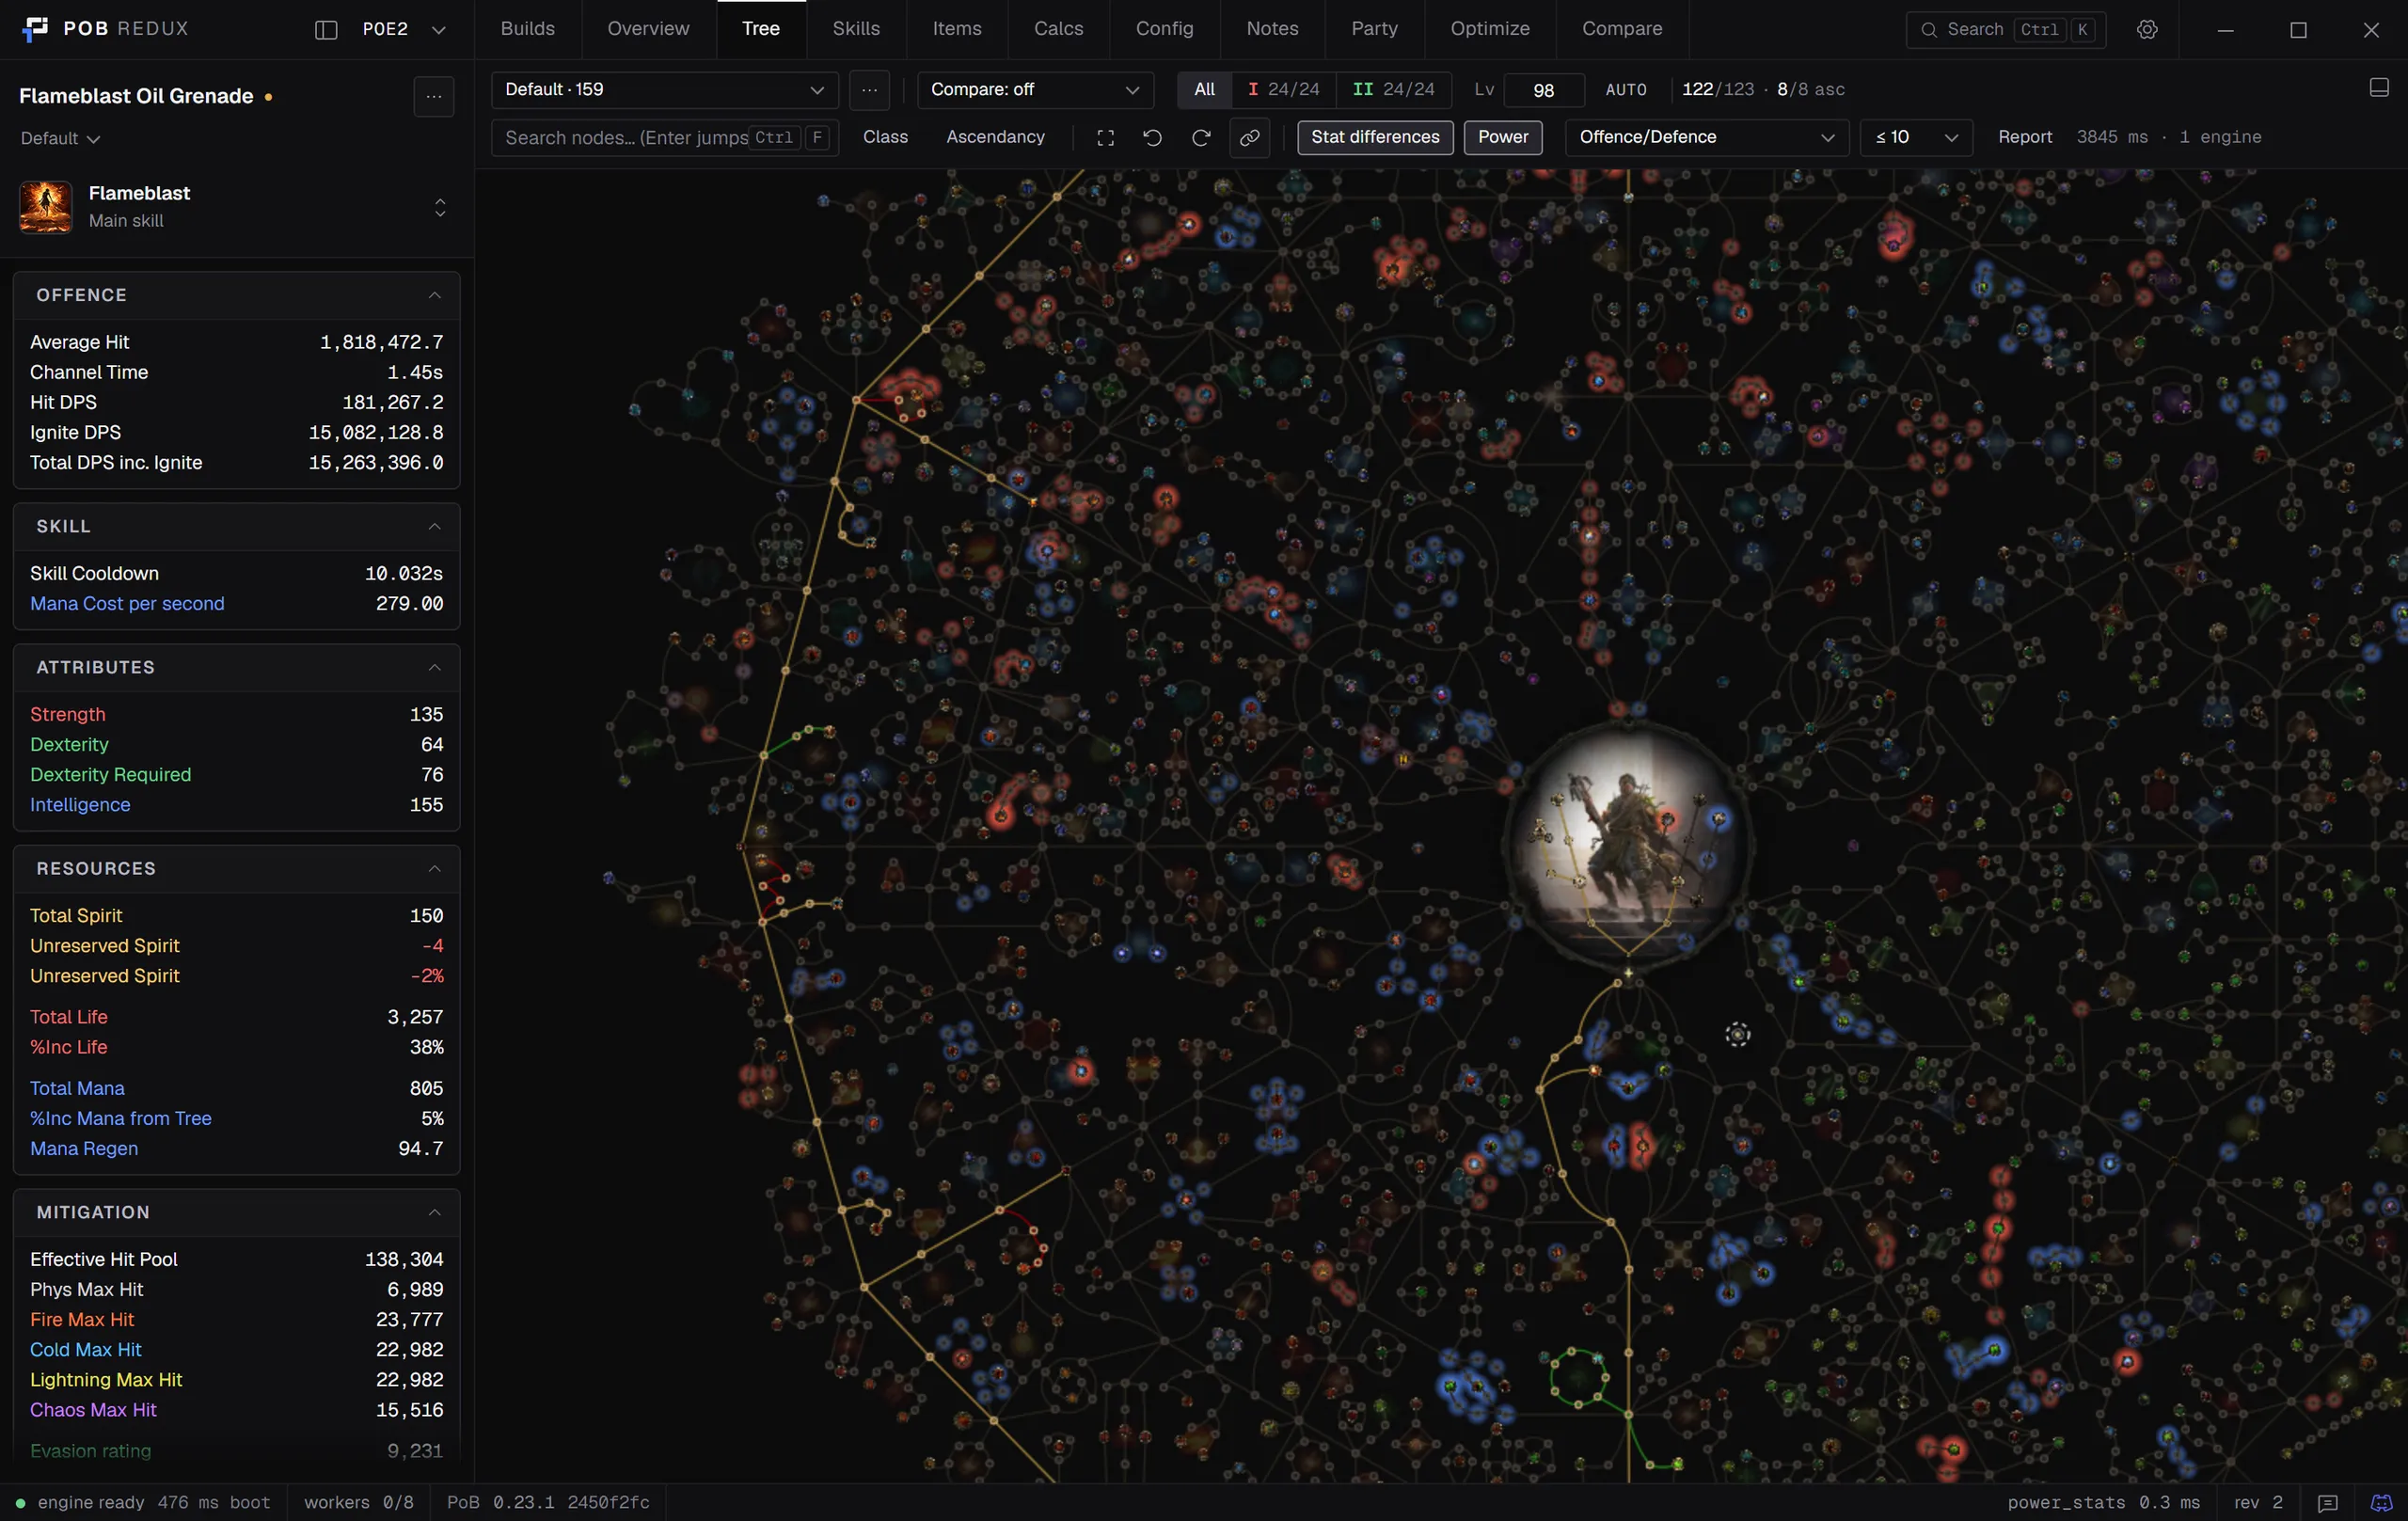 POB REDUX
POE2
Builds
Overview
Tree
Skills
Items
Calcs
Config
Notes
Party
Optimize
Compare
Search Ctrl K
Flameblast Oil Grenade
...
Default
Default · 159
...
Compare: off
All
I 24/24
II 24/24
Lv 98
AUTO
122/123 · 8/8 asc
Search nodes... (Enter jumps Ctrl F
Class
Ascendancy
Stat differences
Power
Offence/Defence
≤ 10
Report
3845 ms · 1 engine
Flameblast
Main skill
OFFENCE
Average Hit 1,818,472.7
Channel Time 1.45s
Hit DPS 181,267.2
Ignite DPS 15,082,128.8
Total DPS inc. Ignite 15,263,396.0
SKILL
Skill Cooldown 10.032s
Mana Cost per second 279.00
ATTRIBUTES
Strength 135
Dexterity 64
Dexterity Required 76
Intelligence 155
RESOURCES
Total Spirit 150
Unreserved Spirit -4
Unreserved Spirit -2%
Total Life 3,257
%Inc Life 38%
Total Mana 805
%Inc Mana from Tree 5%
Mana Regen 94.7
MITIGATION
Effective Hit Pool 138,304
Phys Max Hit 6,989
Fire Max Hit 23,777
Cold Max Hit 22,982
Lightning Max Hit 22,982
Chaos Max Hit 15,516
Evasion rating 9,231
engine ready 476 ms boot
workers 0/8
PoB 0.23.1 2450f2fc
power_stats 0.3 ms
rev 2